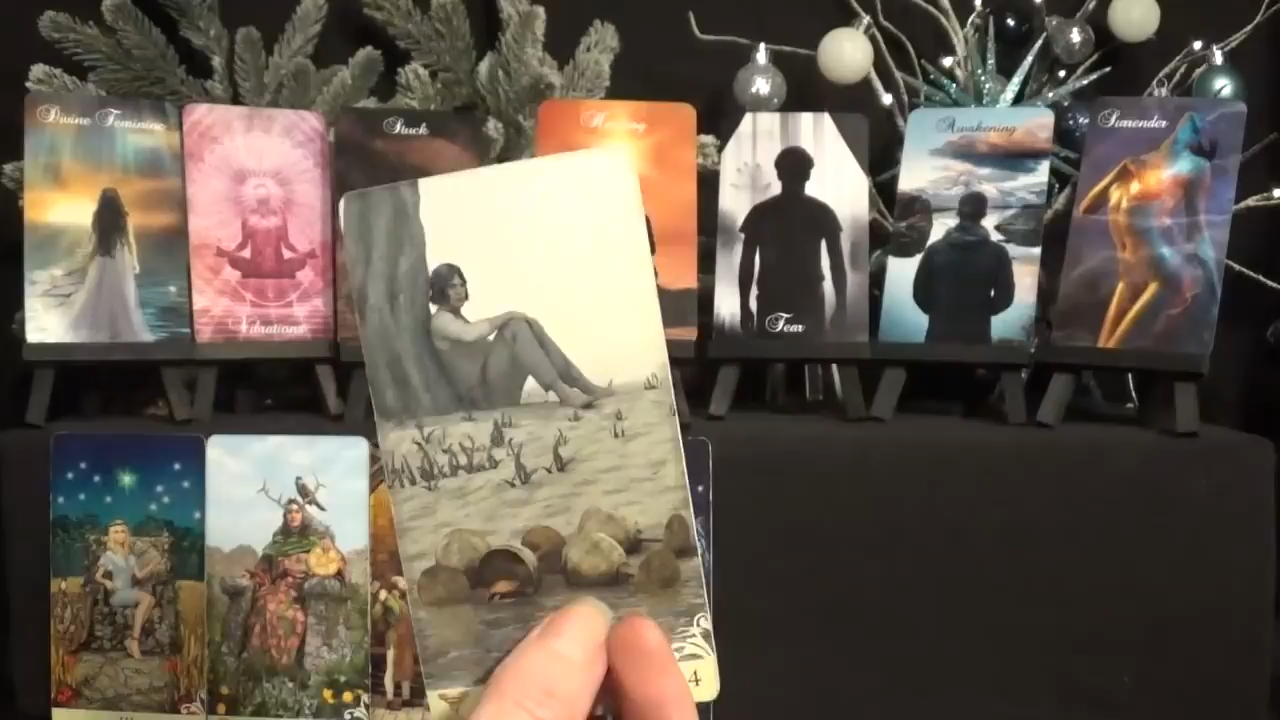 Divine Feminine
Vibrations
Stuck
Fear
Awakening
Surrender
4